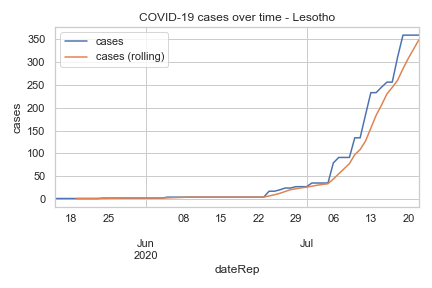 COVID-19 cases over time - Lesotho
cases
cases (rolling)
350
300
250
200
150
100
50
0
cases
18 25 08 15 22 29 06 13 20
Jun Jul
2020
dateRep